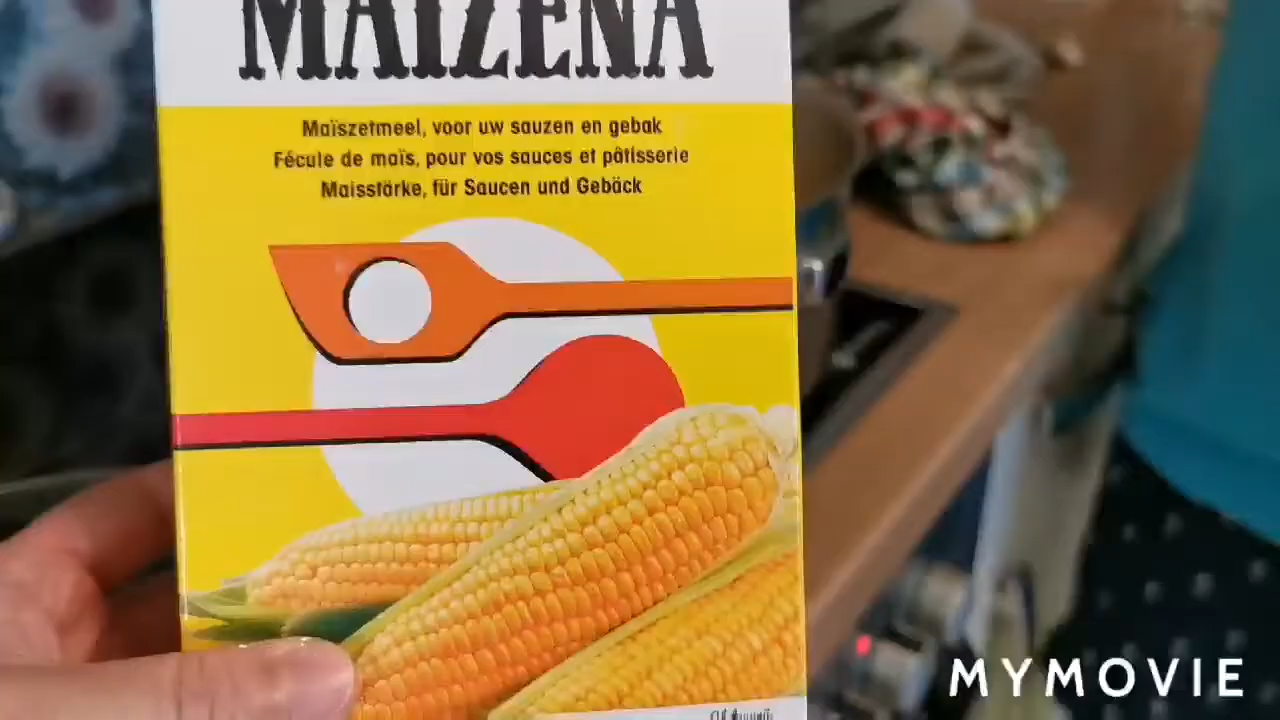 MAIZENA
Maïszetmeel, voor uw sauzen en gebak
Fécule de maïs, pour vos sauces et pâtisserie
Maisstärke, für Saucen und Gebäck
MYMOVIE